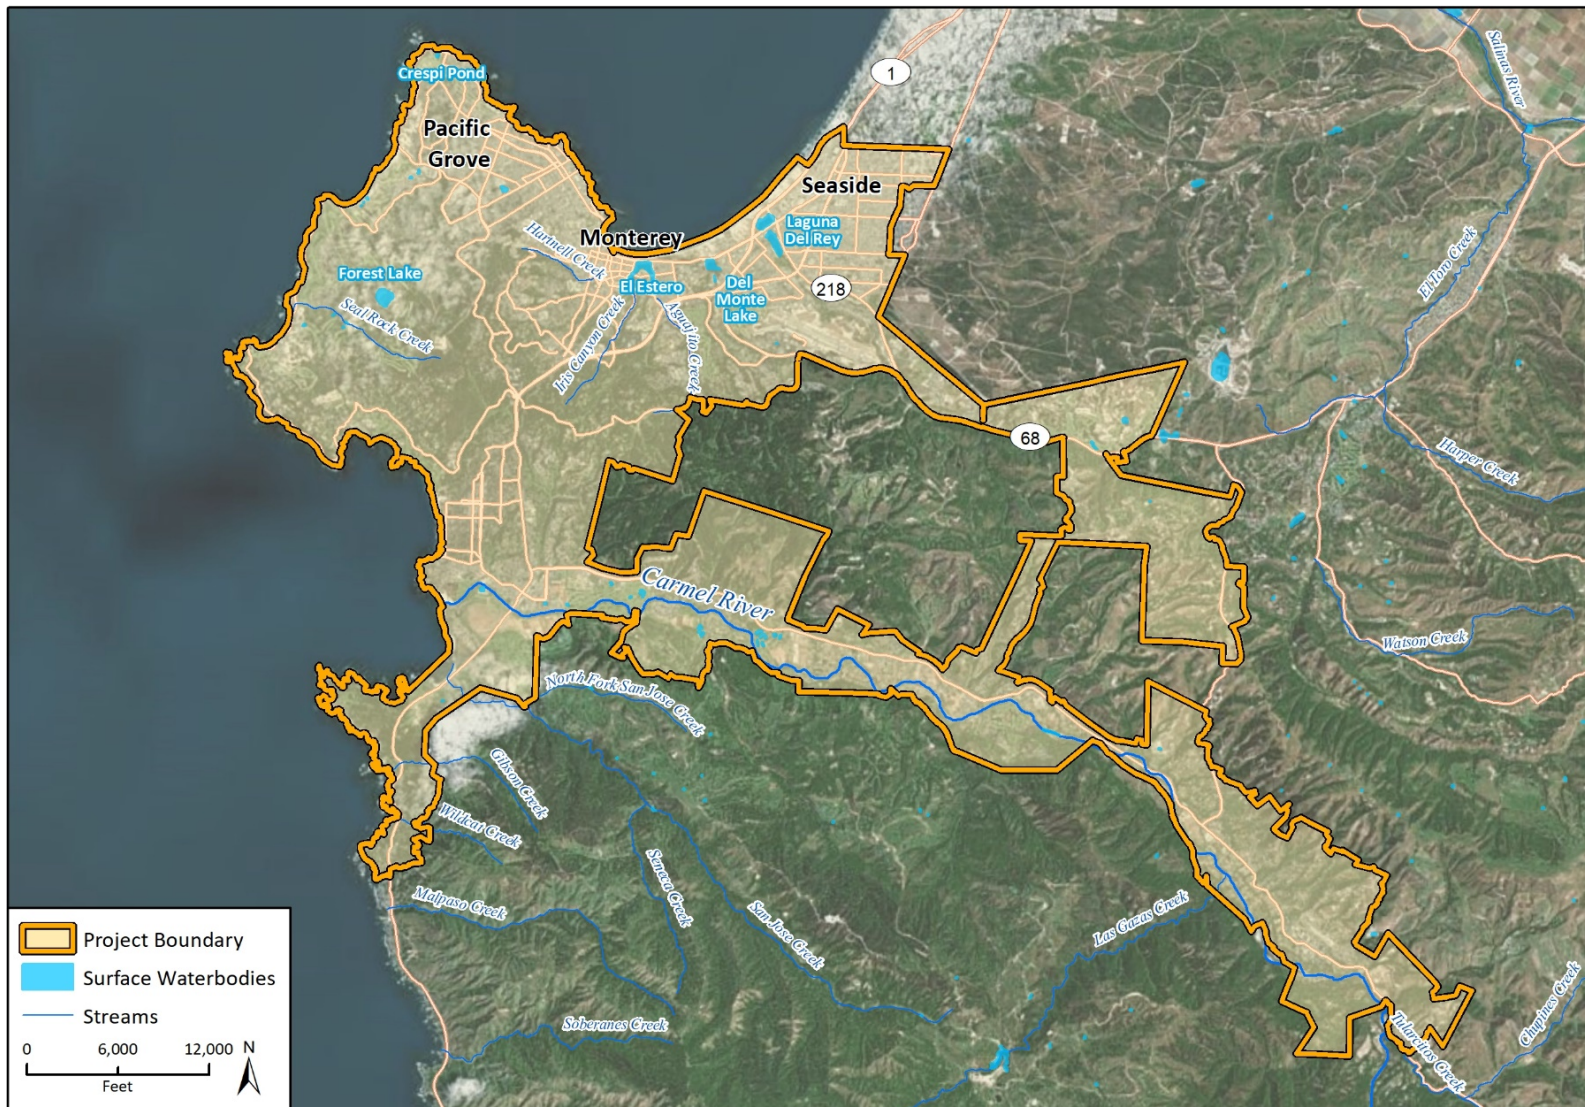 Crespi Pond
Pacific
Grove
1
Salinas River
Seaside
Laguna
Del Rey
Monterey
Hartnell Creek
El Toro Creek
Forest Lake
El Estero
Del
Monte
Lake
218
Seal Rock Creek
Iris Canyon Creek
Aguajito Creek
68
Harper Creek
Carmel River
Watson Creek
North Fork San Jose Creek
Gibson Creek
Wildcat Creek
Seneca Creek
Malpaso Creek
San Jose Creek
Las Gazas Creek
Soberanes Creek
Tularcitos Creek
Chupines Creek
Project Boundary
Surface Waterbodies
Streams
0 6,000 12,000
Feet
N